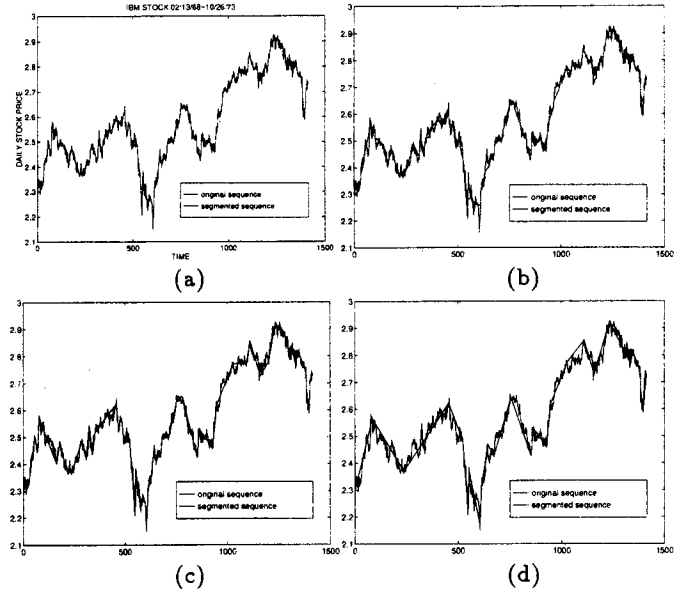 IBM STOCK 02/13/68-10/26/73
DAILY STOCK PRICE
3
2.9
2.8
2.7
2.6
2.5
2.4
2.3
2.2
2.1
original sequence
segmented sequence
0 500 1000 1500
TIME
(a)
3
2.9
2.8
2.7
2.6
2.5
2.4
2.3
2.2
2.1
original sequence
segmented sequence
0 500 1000 1500
(b)
3
2.9
2.8
2.7
2.6
2.5
2.4
2.3
2.2
2.1
original sequence
segmented sequence
0 500 1000 1500
(c)
3
2.9
2.8
2.7
2.6
2.5
2.4
2.3
2.2
2.1
original sequence
segmented sequence
0 500 1000 1500
(d)